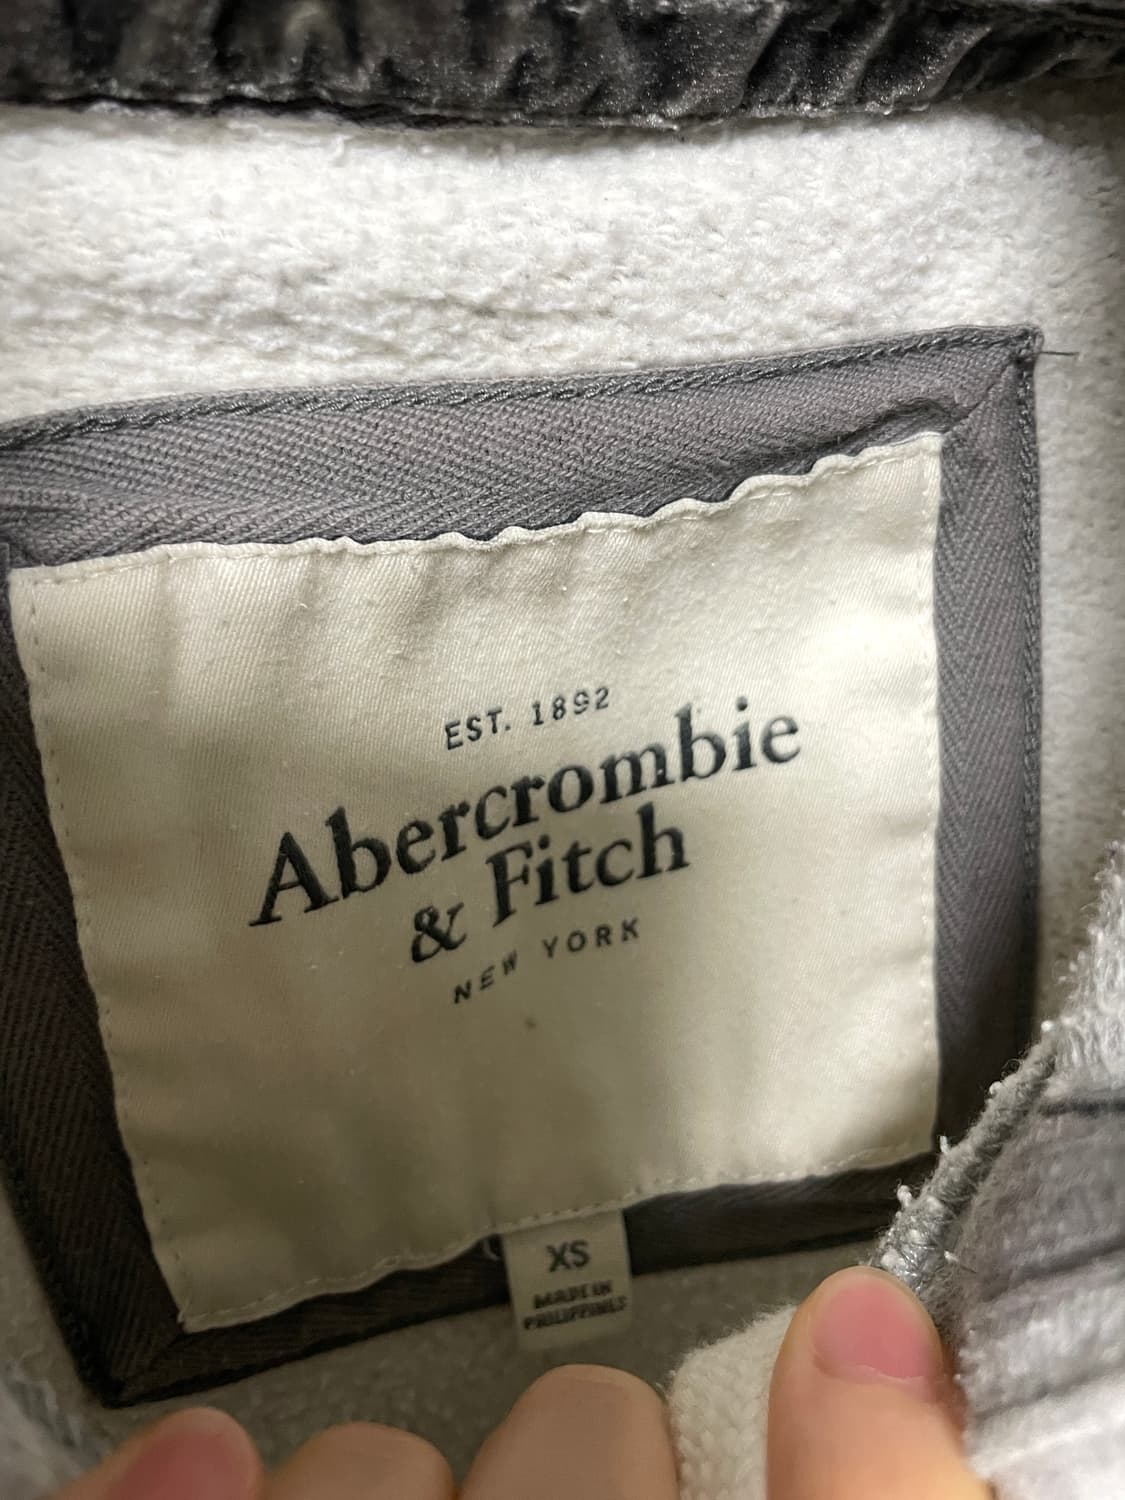 EST. 1892
Abercrombie
& Fitch
NEW YORK
XS
MADE IN
PHILIPPINES